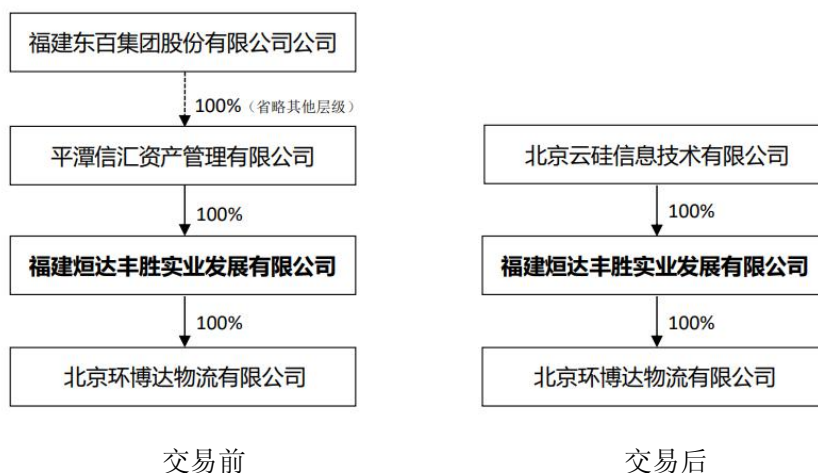 福建东百集团股份有限公司公司
100%（省略其他层级）
平潭信汇资产管理有限公司
100%
福建烜达丰胜实业发展有限公司
100%
北京环博达物流有限公司
交易前
北京云硅信息技术有限公司
100%
福建烜达丰胜实业发展有限公司
100%
北京环博达物流有限公司
交易后